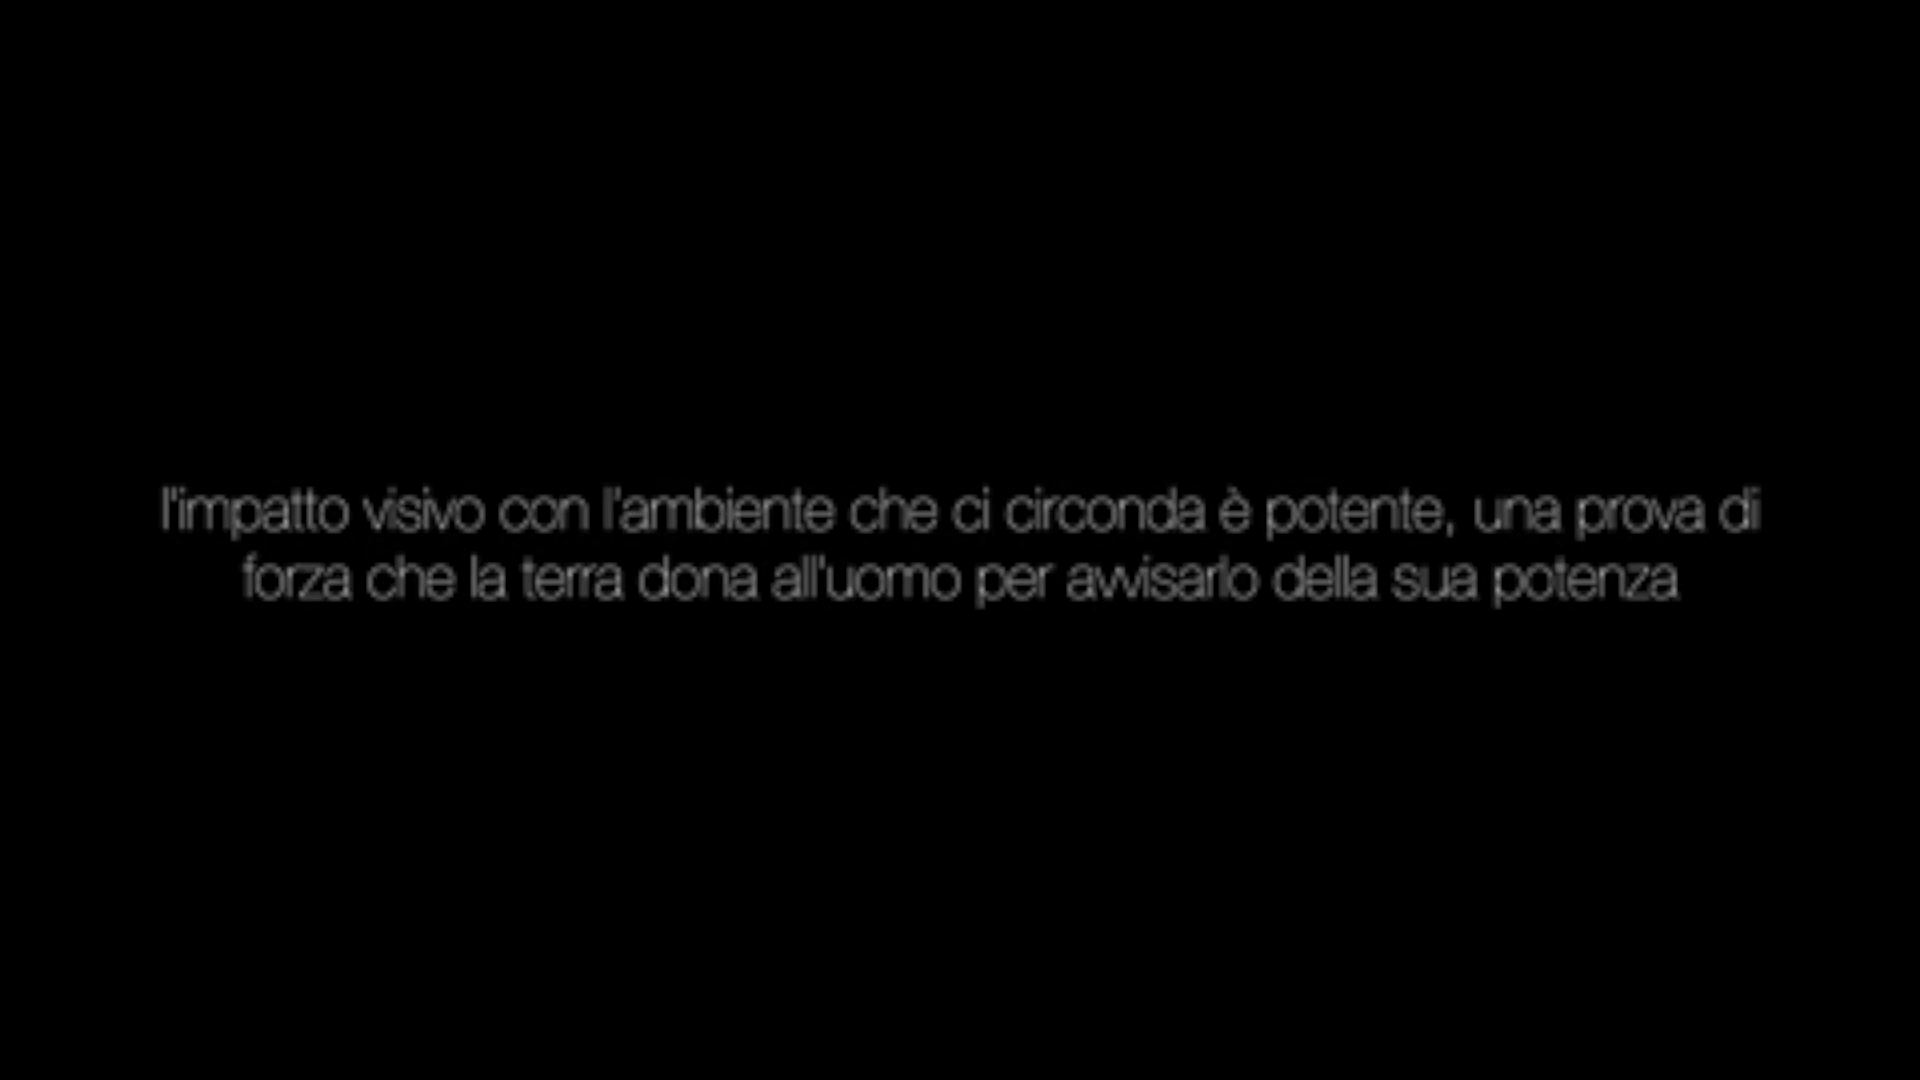 l'impatto visivo con l'ambiente che ci circonda è potente, una prova di
forza che la terra dona all'uomo per avvisarlo della sua potenza